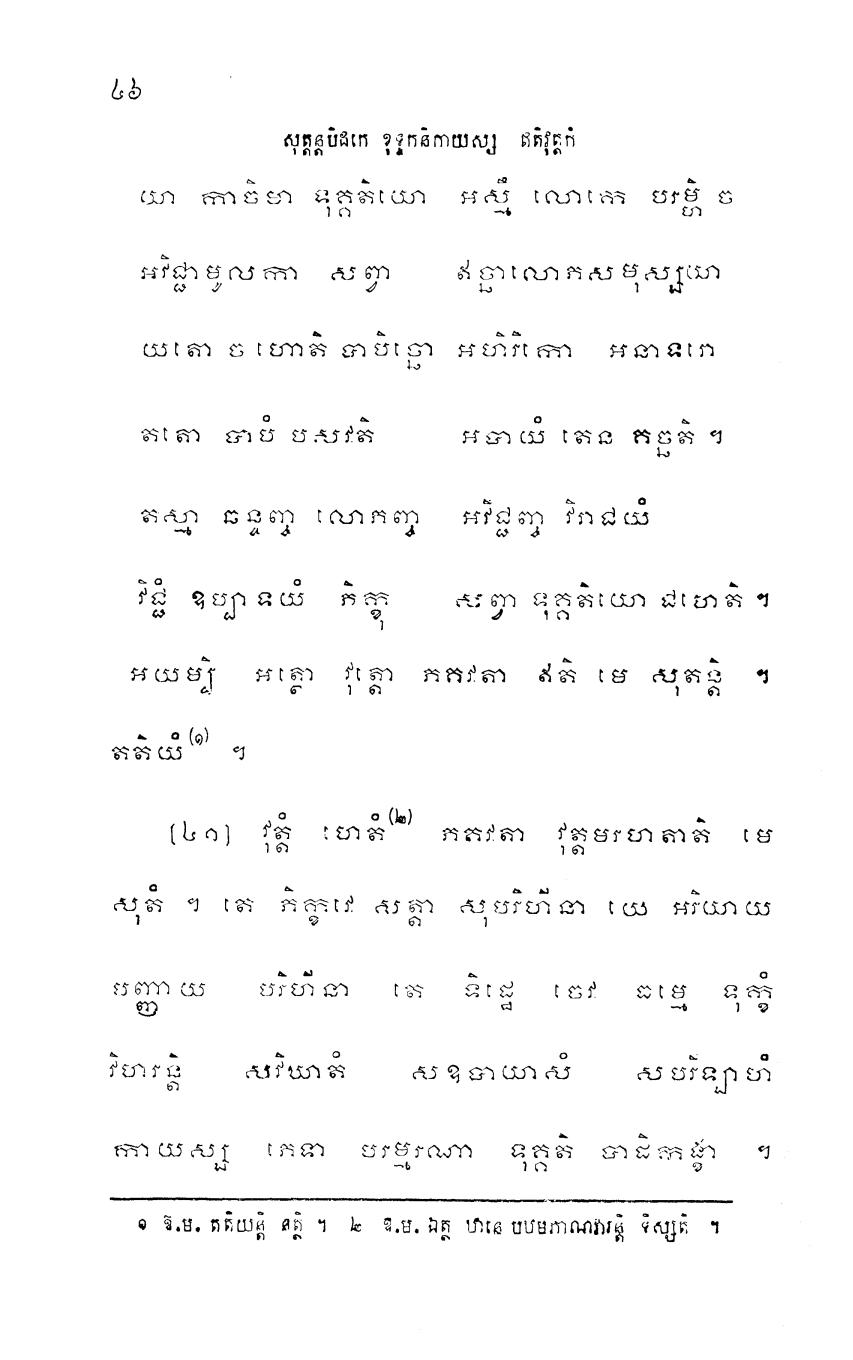 ៤៦
សុត្តន្តបិដកេ ខុទ្ទកនិកាយស្ស ឥតិវុត្តកំ
យា កាចិមា ទុគ្គតិយោ អស្មឹ លោកេ បរម្ហិ ច
អវិជ្ជាមូលកា សព្វា ឥច្ឆាលោភសមុស្សយា
យតោ ច ហោតិ បាបិច្ឆោ អហិរិកោ អនាទរោ
តតោ បាបំ បសវតិ អបាយំ តេន គច្ឆតិ ។
តស្មា ឆន្ទញ្ច លោភញ្ច អវិជ្ជញ្ច វិរាជយំ
វិជ្ជំ ឧប្បាទយំ ភិក្ខុ សព្វា ទុគ្គតិយោ ជហេតិ ។
អយម្បិ អត្ថោ វុត្តោ ភគវតា ឥតិ មេ សុតន្តិ ។
តតិយំ(១) ។
(៤១) វុត្តំ ហេតំ(២) ភគវតា វុត្តមរហតាតិ មេ
សុតំ ។ តេ ភិក្ខវេ សត្តា សុបរិហីនា យេ អរិយាយ
បញ្ញាយ បរិហីនា តេ ទិដ្ឋេ ចេវ ធម្មេ ទុក្ខំ
វិហរន្តិ សវិឃាតំ សឧបាយាសំ សបរិឡាហំ
កាយស្ស ភេទា បរម្មរណា ទុគ្គតិ បាដិកង្ខា ។
១ ឱ.ម. តតិយន្តិ នត្ថិ ។ ២ ឱ.ម. ឯត្ថ ឋានេ បឋមភាណវារន្តិ ទិស្សតិ ។